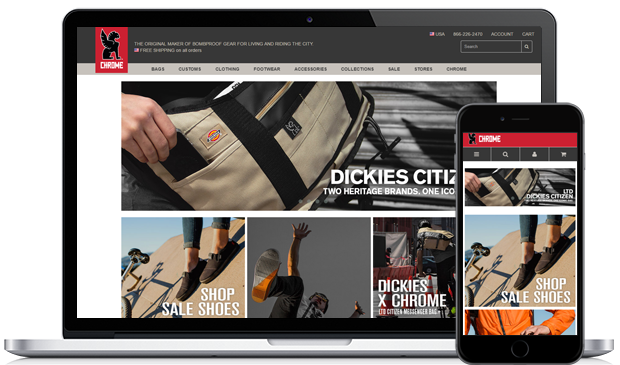 THE ORIGINAL MAKER OF BOMBPROOF GEAR FOR LIVING AND RIDING THE CITY
FREE SHIPPING on all orders
USA 866-226-2470 ACCOUNT CART
Search
CHROME
BAGS CUSTOMS CLOTHING FOOTWEAR ACCESSORIES COLLECTIONS SALE STORES CHROME
Dickies
DICKIES CITIZ
TWO HERITAGE BRANDS, ONE ICO
SHOP
SALE SHOES
DICKIES
X CHROME
LTD CITIZEN MESSENGER BAG
CHROME
LTD
DICKIES CITIZEN
SHOP
SALE SHOES